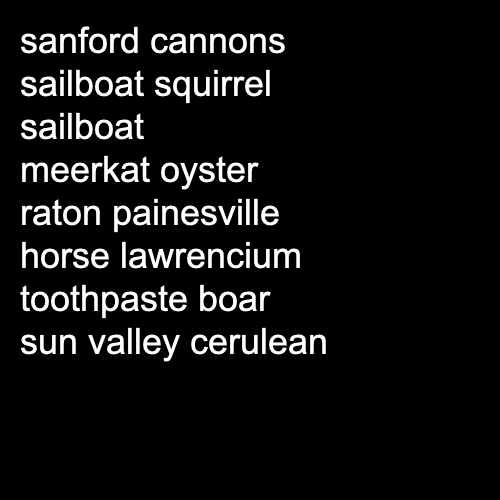 sanford cannons
sailboat squirrel
sailboat
meerkat oyster
raton painesville
horse lawrencium
toothpaste boar
sun valley cerulean